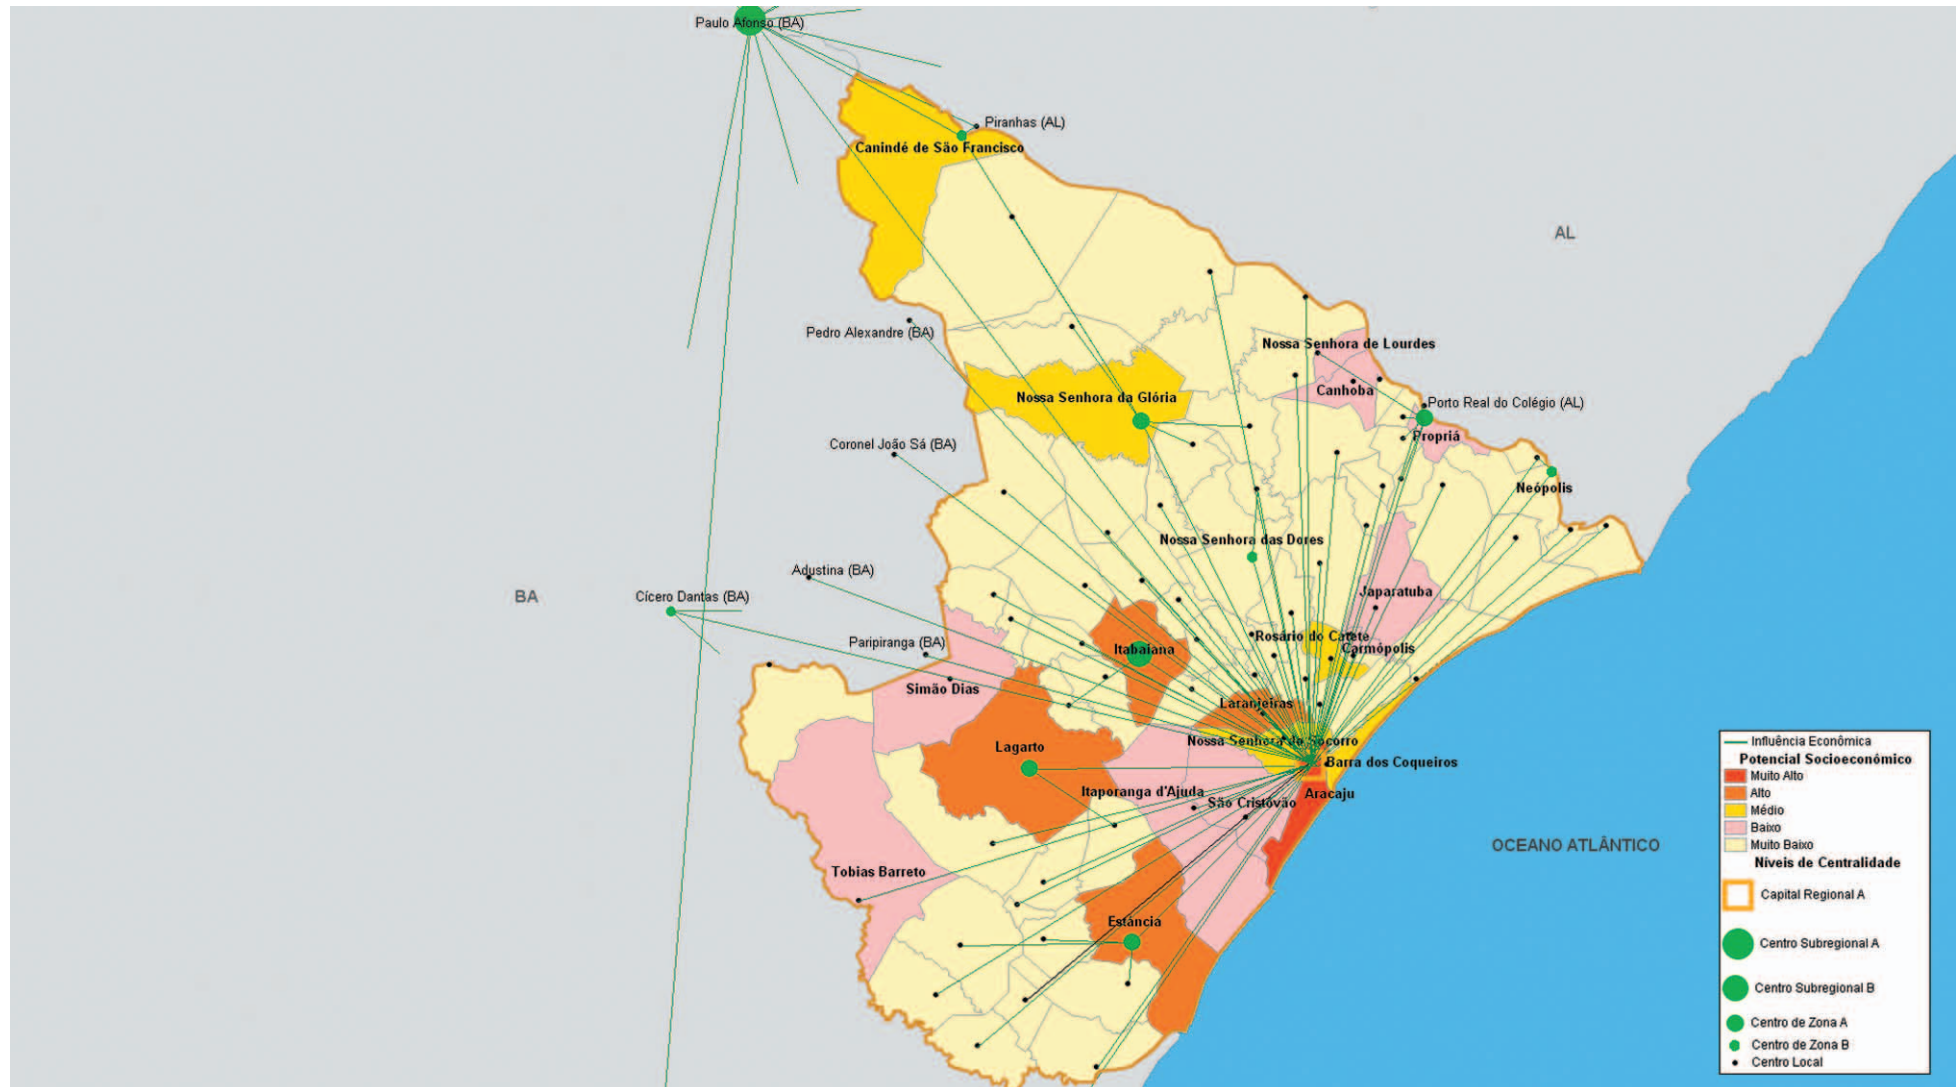 Paulo Afonso (BA)
Piranhas (AL)
Canindé de São Francisco
AL
Pedro Alexandre (BA)
Nossa Senhora de Lourdes
Canhoba
Nossa Senhora da Glória
Porto Real do Colégio (AL)
Propriá
Coronel João Sá (BA)
Neópolis
Nossa Senhora das Dores
Adustina (BA)
BA
Cícero Dantas (BA)
Japaratuba
Rosário do Catete
Carmópolis
Paripiranga (BA)
Itabaiana
Simão Dias
Laranjeiras
Lagarto
Nossa Senhora do Socorro
Barra dos Coqueiros
Itaporanga d'Ajuda
São Cristóvão
Aracaju
OCEANO ATLÂNTICO
Tobias Barreto
Estância
Influência Econômica
Potencial Socioeconómico
Muito Alto
Alto
Médio
Baixo
Muito Baixo
Níveis de Centralidade
Capital Regional A
Centro Subregional A
Centro Subregional B
Centro de Zona A
Centro de Zona B
Centro Local